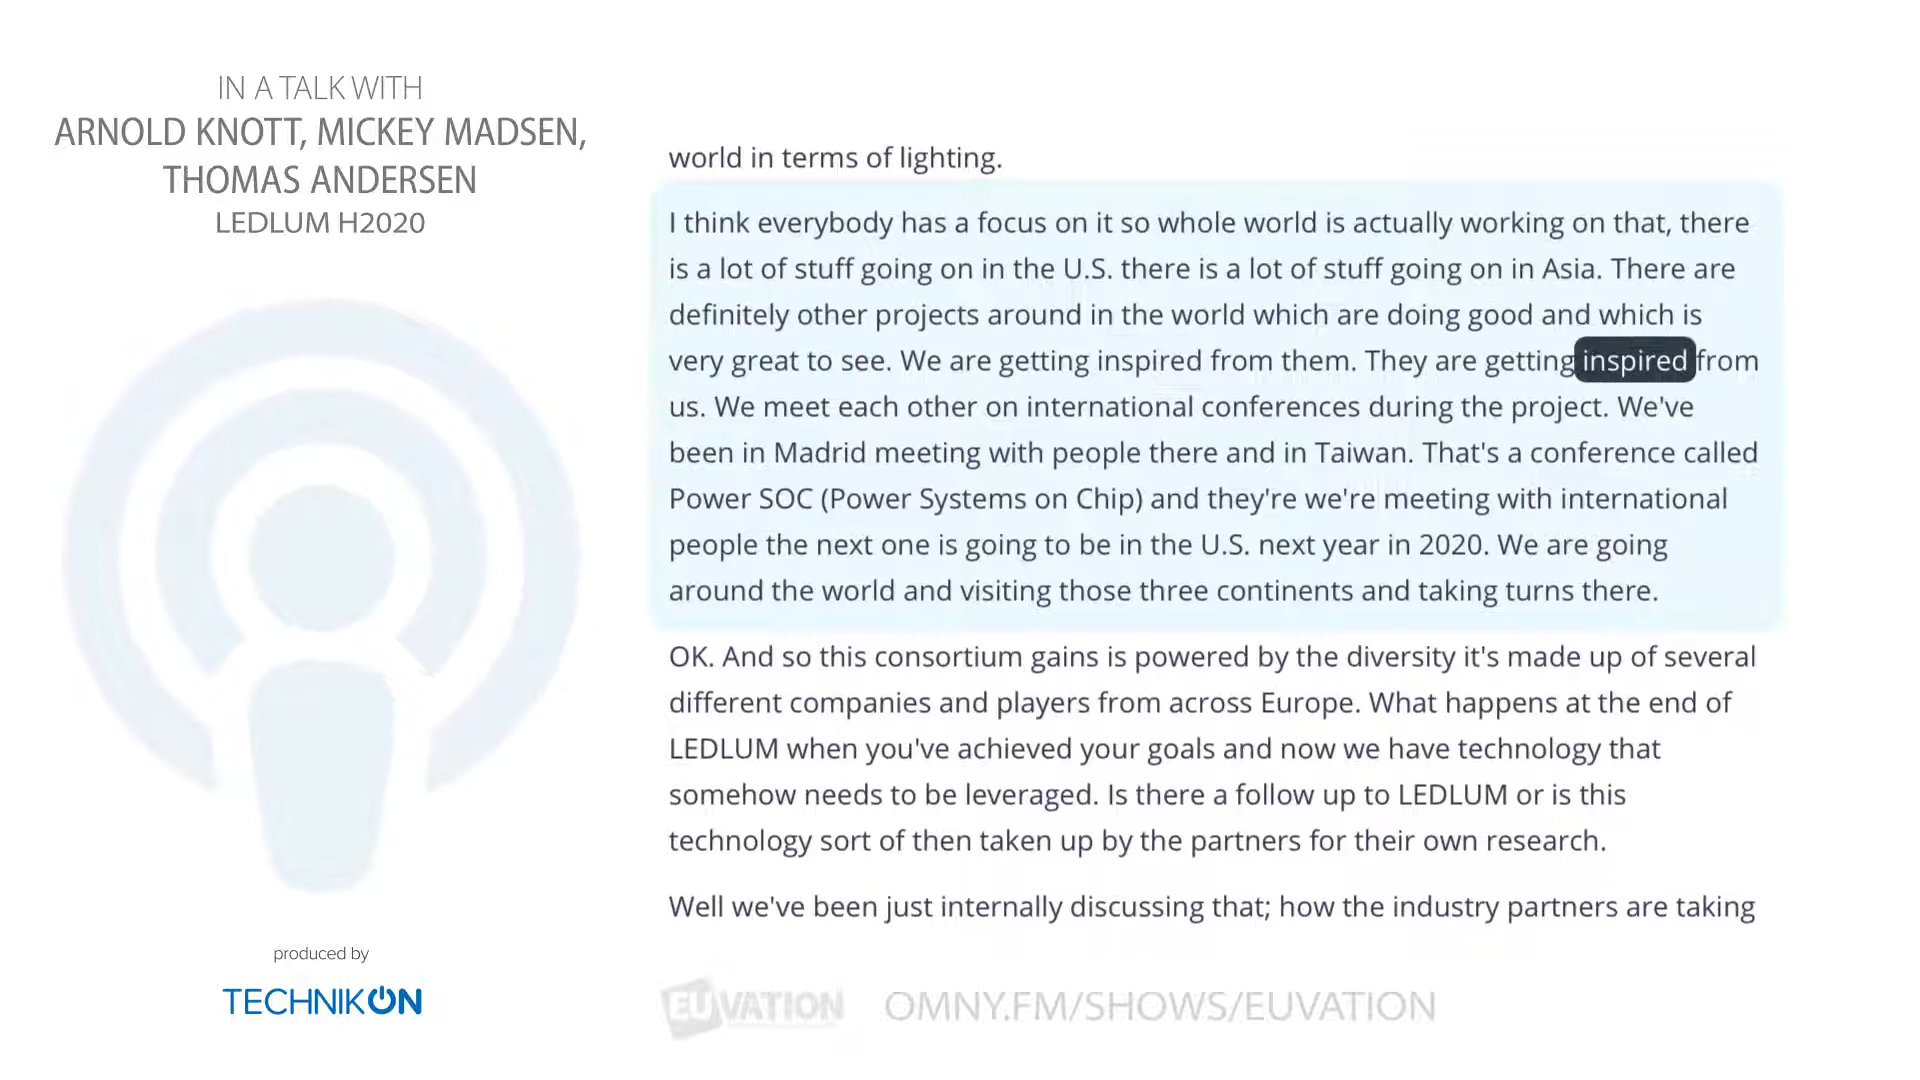 IN A TALK WITH
ARNOLD KNOTT, MICKEY MADSEN,
THOMAS ANDERSEN
LEDLUM H2020
world in terms of lighting.
I think everybody has a focus on it so whole world is actually working on that, there
is a lot of stuff going on in the U.S. there is a lot of stuff going on in Asia. There are
definitely other projects around in the world which are doing good and which is
very great to see. We are getting inspired from them. They are getting inspired from
us. We meet each other on international conferences during the project. We've
been in Madrid meeting with people there and in Taiwan. That's a conference called
Power SOC (Power Systems on Chip) and they're we're meeting with international
people the next one is going to be in the U.S. next year in 2020. We are going
around the world and visiting those three continents and taking turns there.
OK. And so this consortium gains is powered by the diversity it's made up of several
different companies and players from across Europe. What happens at the end of
LEDLUM when you've achieved your goals and now we have technology that
somehow needs to be leveraged. Is there a follow up to LEDLUM or is this
technology sort of then taken up by the partners for their own research.
Well we've been just internally discussing that; how the industry partners are taking
produced by
TECHNIKON
EUVATION OMNY.FM/SHOWS/EUVATION